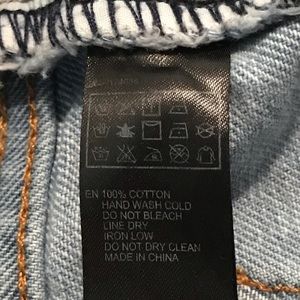 EN 100% COTTON
HAND WASH COLD
DO NOT BLEACH
LINE DRY
IRON LOW
DO NOT DRY CLEAN
MADE IN CHINA